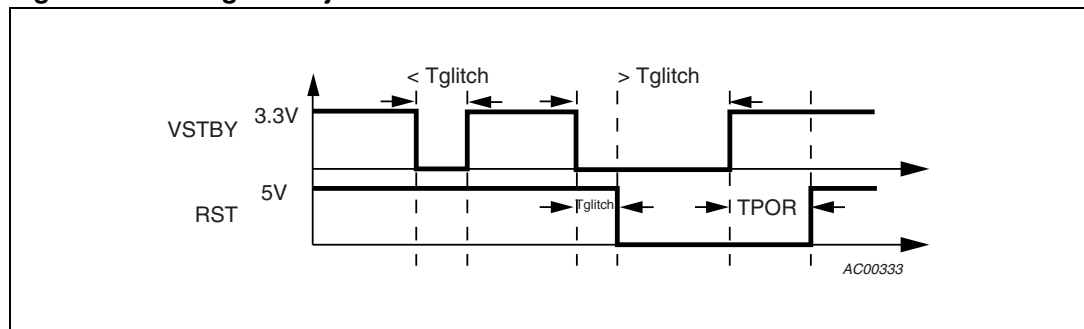 < Tglitch > Tglitch
VSTBY 3.3V
5V
RST
Tglitch TPOR
AC00333